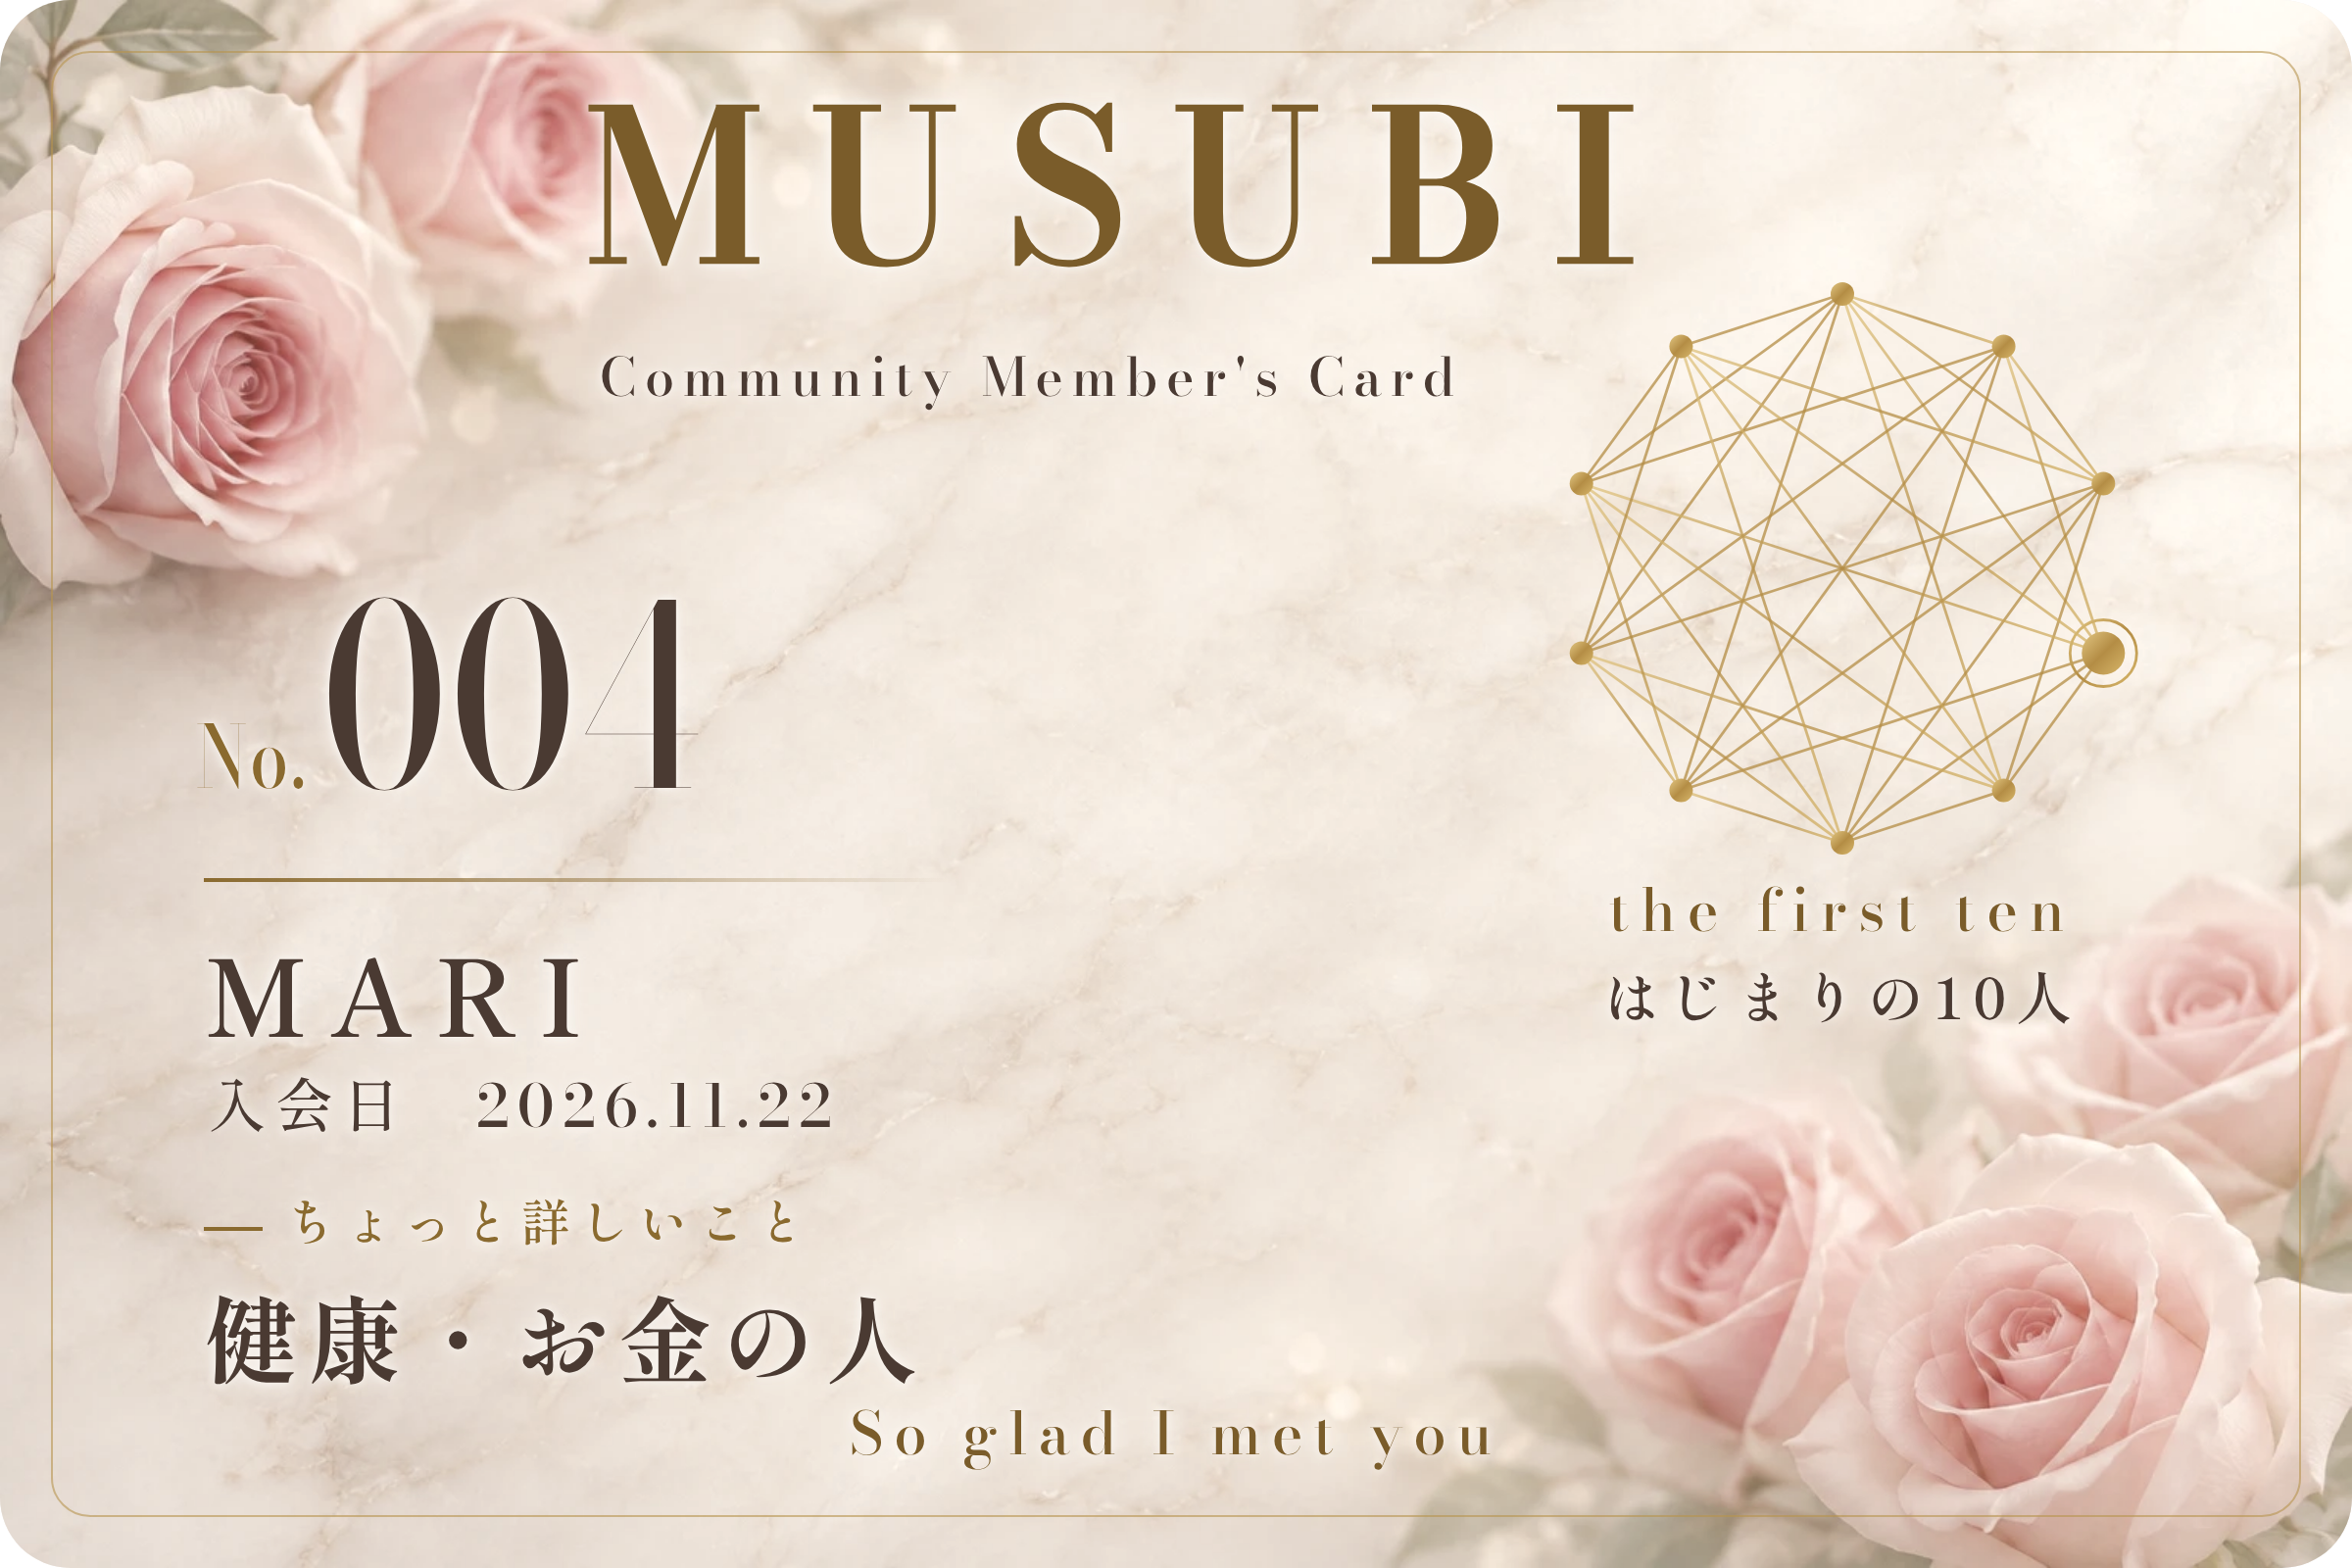 MUSUBI
Community Member's Card
No. 004
the first ten
はじまりの10人
MARI
入会日 2026.11.22
― ちょっと詳しいこと
健康・お金の人
So glad I met you